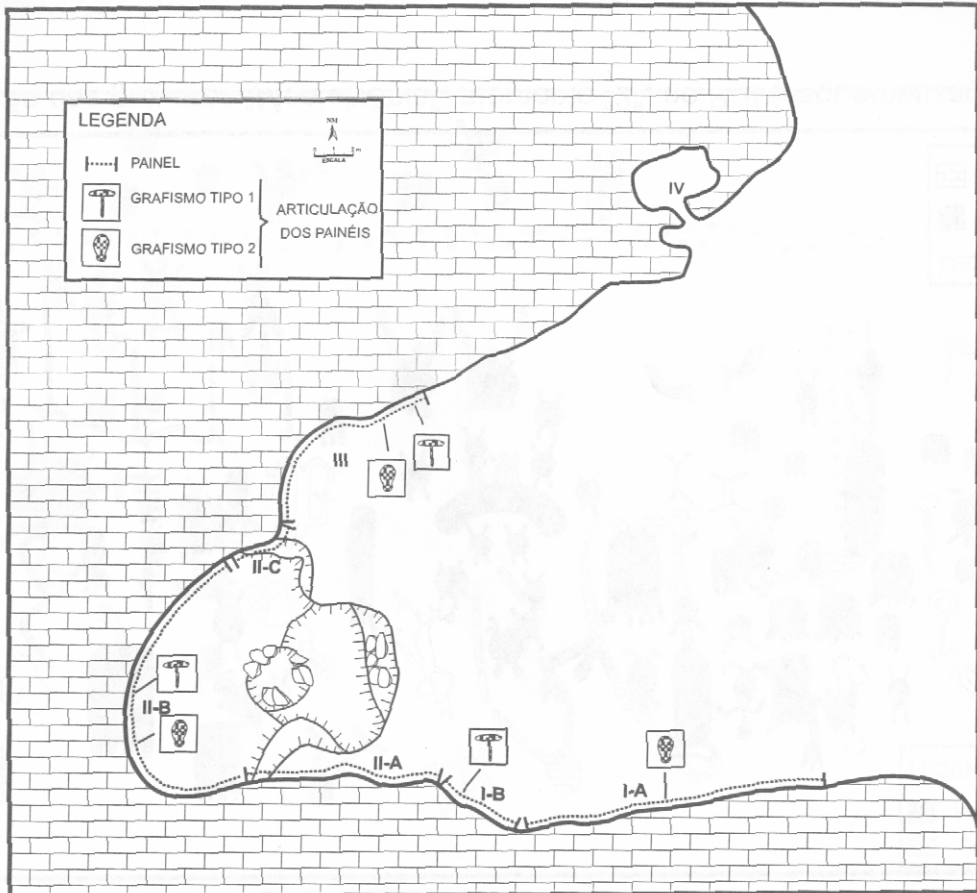 LEGENDA
NM
ESCALA
m
PAINEL
GRAFISMO TIPO 1
GRAFISMO TIPO 2
ARTICULAÇÃO
DOS PAINÉIS
IV
III
II-C
II-B
II-A
I-B
I-A